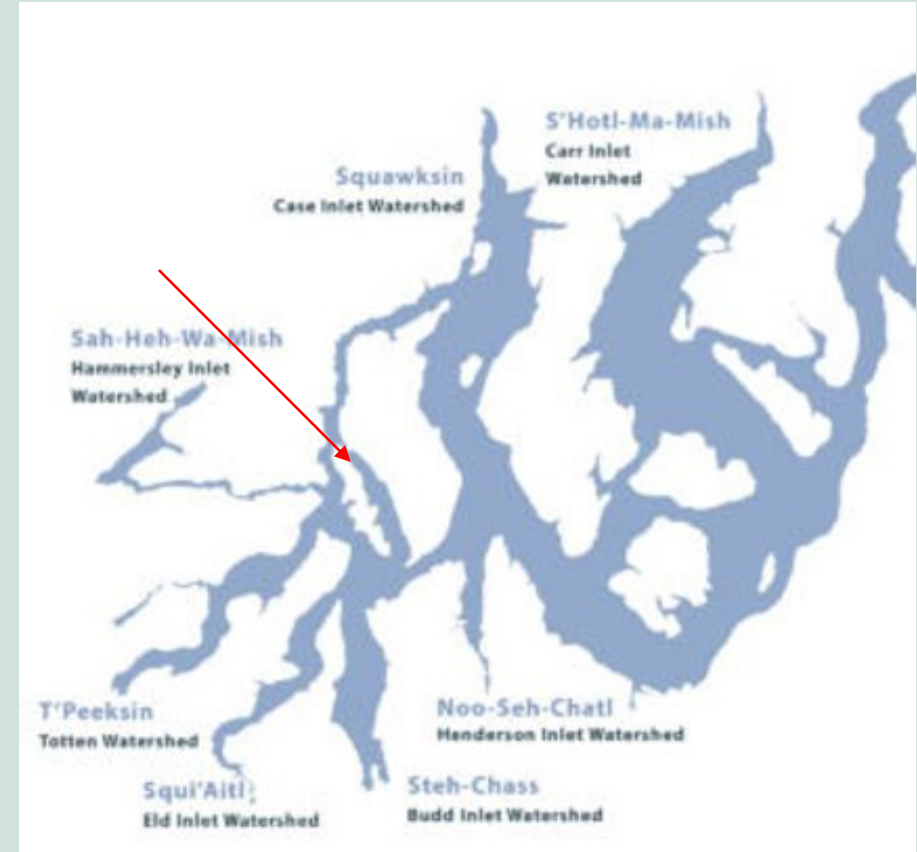 S'Hotl-Ma-Mish
Carr Inlet
Watershed
Squawksin
Case Inlet Watershed
Sah-Heh-Wa-Mish
Hammersley Inlet
Watershed
T'Peeksin
Totten Watershed
Noo-Seh-Chatl
Henderson Inlet Watershed
Squi'Aitl
Eld Inlet Watershed
Steh-Chass
Budd Inlet Watershed